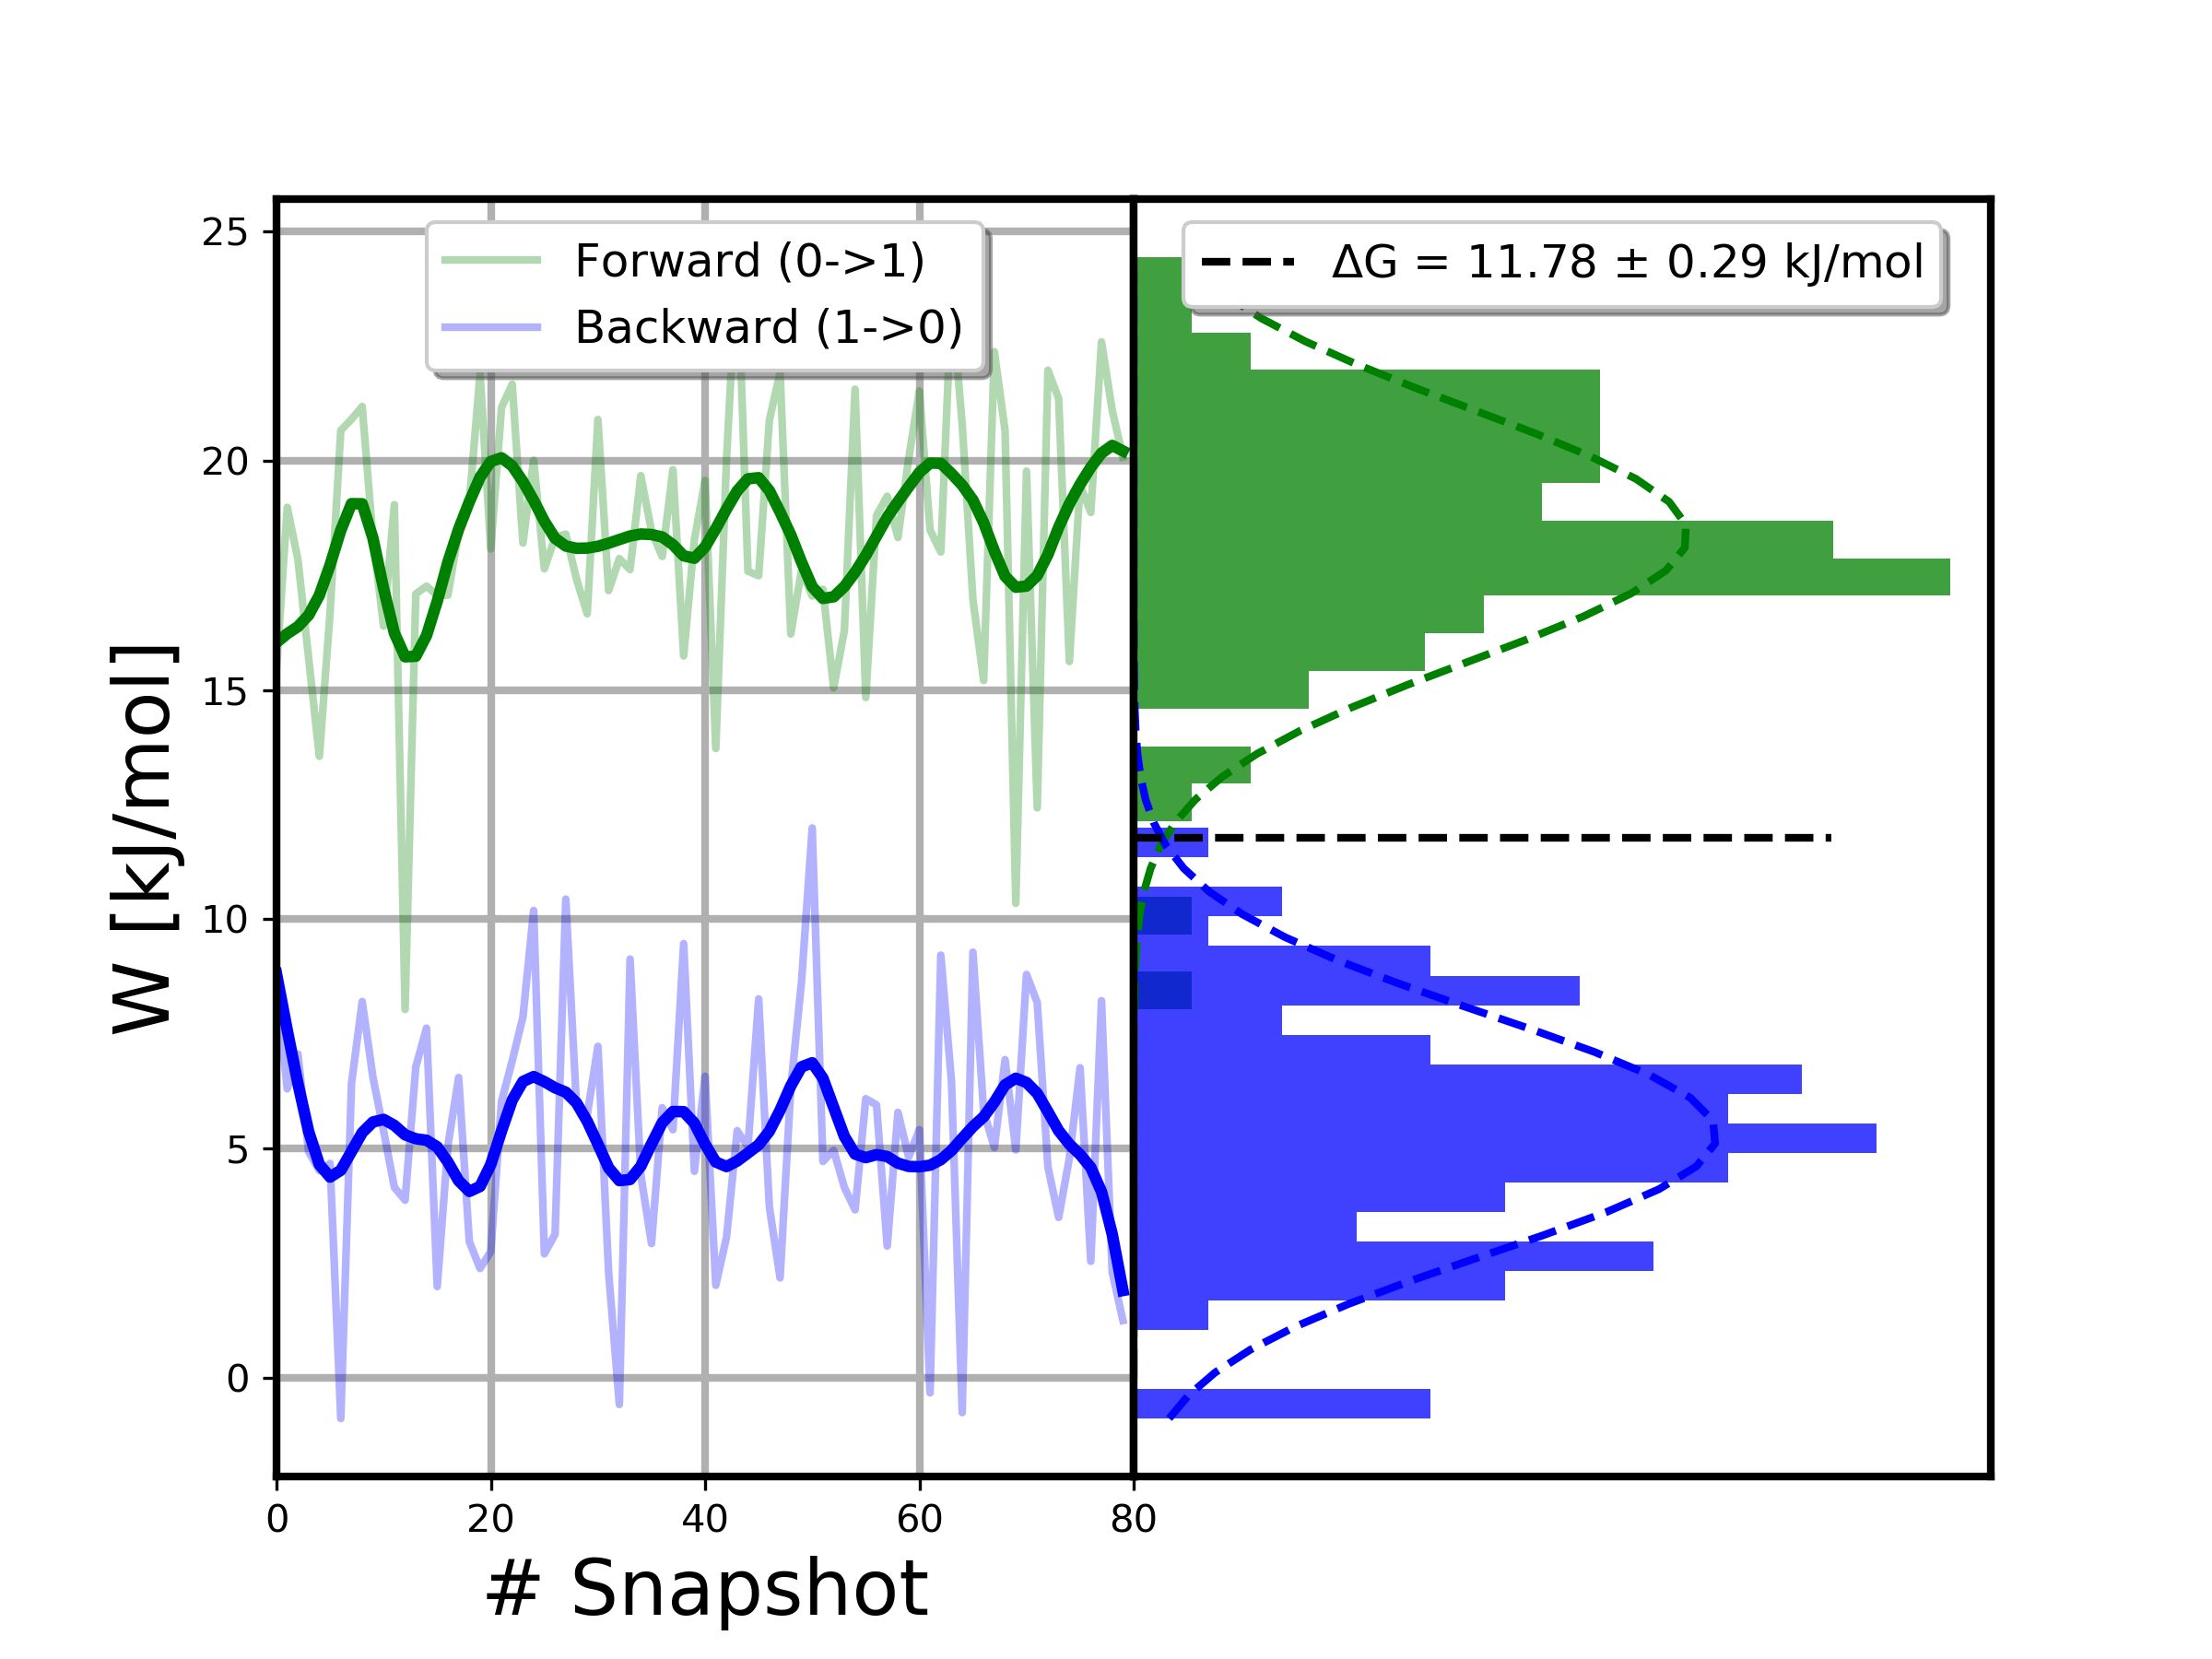 25
20
15
10
5
0
W [kJ/mol]
Forward (0->1)
Backward (1->0)
ΔG = 11.78 ± 0.29 kJ/mol
0 20 40 60 80
# Snapshot